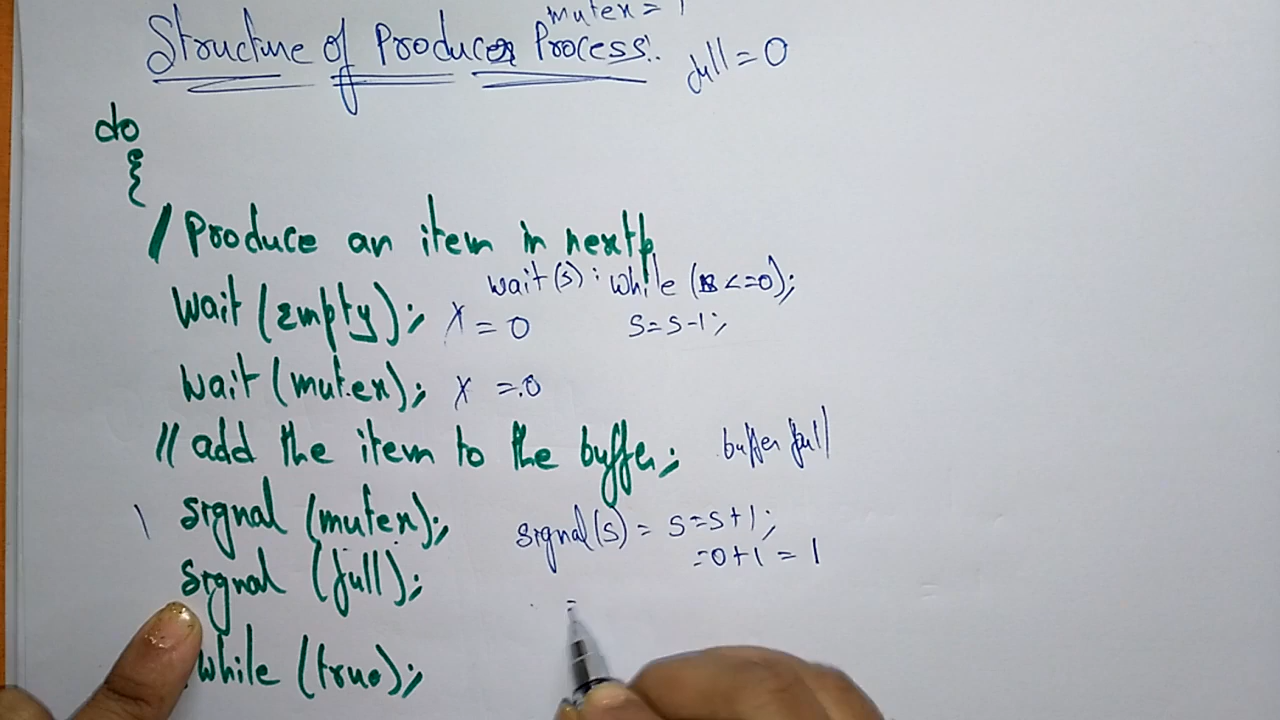 mutex = 1
Structure of Producer Process:
full = 0
do
{
/ Produce an item in nextp
wait(s) : while (s <=0);
wait (empty); x = 0 s=s-1;
wait (mutex); x = 0
// add the item to the buffer; buffer full
\ signal (mutex); signal(s) = s=s+1;
=0+1 = 1
signal (full);
while (true);